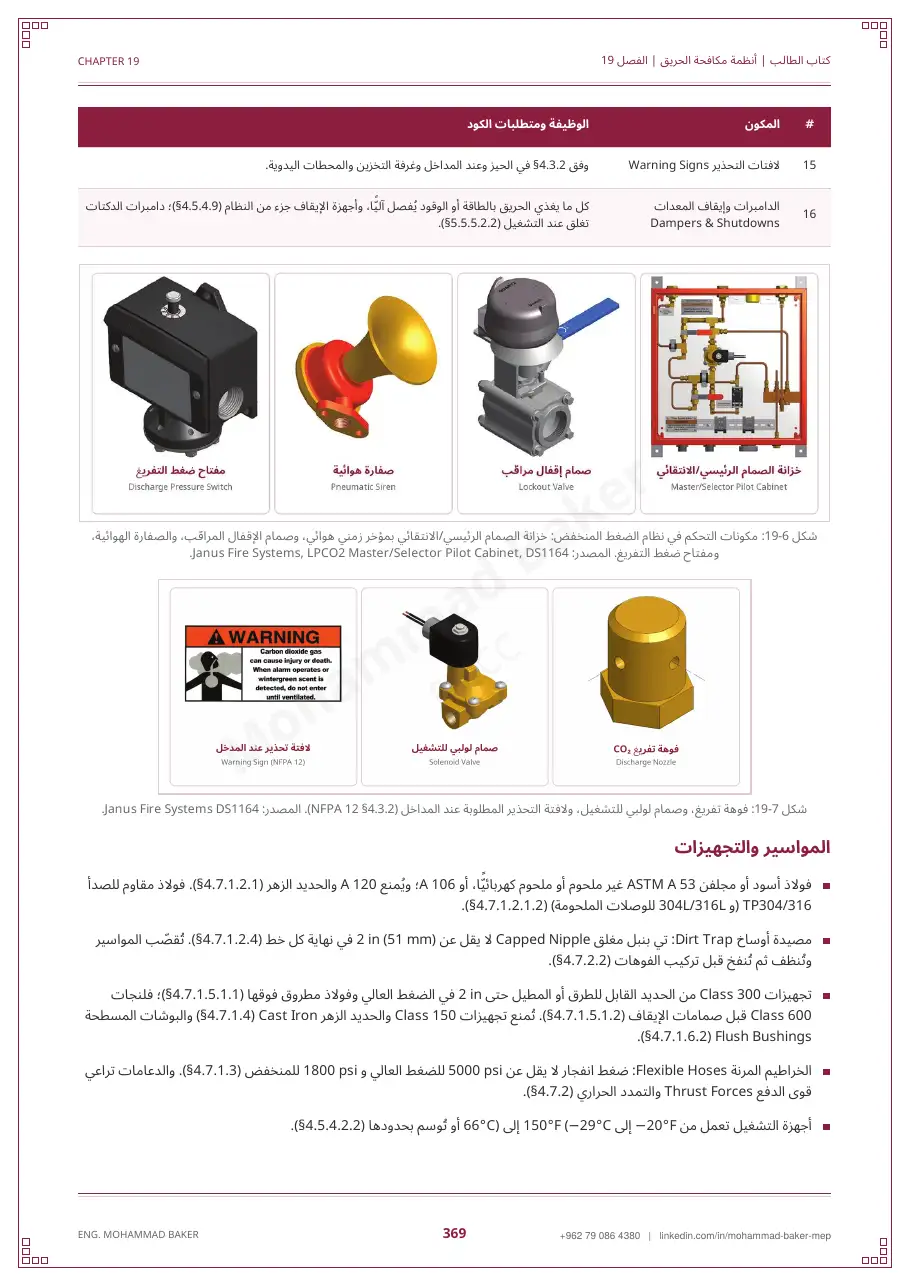 CHAPTER 19
كتاب الطالب | أنظمة مكافحة الحريق | الفصل 19
# المكون الوظيفة ومتطلبات الكود
15 لافتات التحذير Warning Signs وفق §4.3.2 في الحيز وعند المداخل وغرفة التخزين والمحطات اليدوية.
16 الدامبرات وإيقاف المعدات
Dampers & Shutdowns
كل ما يغذي الحريق بالطاقة أو الوقود يُفصل آليًّا، وأجهزة الإيقاف جزء من النظام (§4.5.4.9)؛ دامبرات الدكتات
تغلق عند التشغيل (§5.5.5.2.2).
خزانة الصمام الرئيسي/الانتقائي
Master/Selector Pilot Cabinet
صمام إقفال مراقب
Lockout Valve
صفارة هوائية
Pneumatic Siren
مفتاح ضغط التفريغ
Discharge Pressure Switch
شكل 6-19: مكونات التحكم في نظام الضغط المنخفض: خزانة الصمام الرئيسي/الانتقائي بمؤخر زمني هوائي، وصمام الإقفال المراقَب، والصفارة الهوائية،
ومفتاح ضغط التفريغ. المصدر: Janus Fire Systems, LPCO2 Master/Selector Pilot Cabinet, DS1164.
فوهة تفريغ CO₂
Discharge Nozzle
صمام لولبي للتشغيل
Solenoid Valve
WARNING
Carbon dioxide gas
can cause injury or death.
When alarm operates or
wintergreen scent is
detected, do not enter
until ventilated.
لافتة تحذير عند المدخل
Warning Sign (NFPA 12)
شكل 7-19: فوهة تفريغ، وصمام لولبي للتشغيل، ولافتة التحذير المطلوبة عند المداخل (NFPA 12 §4.3.2). المصدر: Janus Fire Systems DS1164.
المواسير والتجهيزات
فولاذ أسود أو مجلفن ASTM A 53 غير ملحوم أو ملحوم كهربائيًّا، أو A 106؛ ويُمنع A 120 والحديد الزهر (§4.7.1.2.1). فولاذ مقاوم للصدأ
TP304/316 (و 304L/316L للوصلات الملحومة) (§4.7.1.2.1.2).
مصيدة أوساخ Dirt Trap: تي بنبل مغلق Capped Nipple لا يقل عن 2 in (51 mm) في نهاية كل خط (§4.7.1.2.4). تُقصّب المواسير
وتُنظف ثم تُنفخ قبل تركيب الفوهات (§4.7.2.2).
تجهيزات Class 300 من الحديد القابل للطرق أو المطيل حتى 2 in في الضغط العالي وفولاذ مطروق فوقها (§4.7.1.5.1.1)؛ فلنجات
Class 600 قبل صمامات الإيقاف (§4.7.1.5.1.2). تُمنع تجهيزات Class 150 والحديد الزهر Cast Iron (§4.7.1.4) والبوشات المسطحة
Flush Bushings (§4.7.1.6.2).
الخراطيم المرنة Flexible Hoses: ضغط انفجار لا يقل عن 5000 psi للضغط العالي و 1800 psi للمنخفض (§4.7.1.3). والدعامات تراعي
قوى الدفع Thrust Forces والتمدد الحراري (§4.7.2).
أجهزة التشغيل تعمل من −20°F إلى 150°F (−29°C إلى 66°C) أو تُوسم بحدودها (§4.5.4.2.2).
ENG. MOHAMMAD BAKER
369
+962 79 086 4380 | linkedin.com/in/mohammad-baker-mep
Mohammad Baker